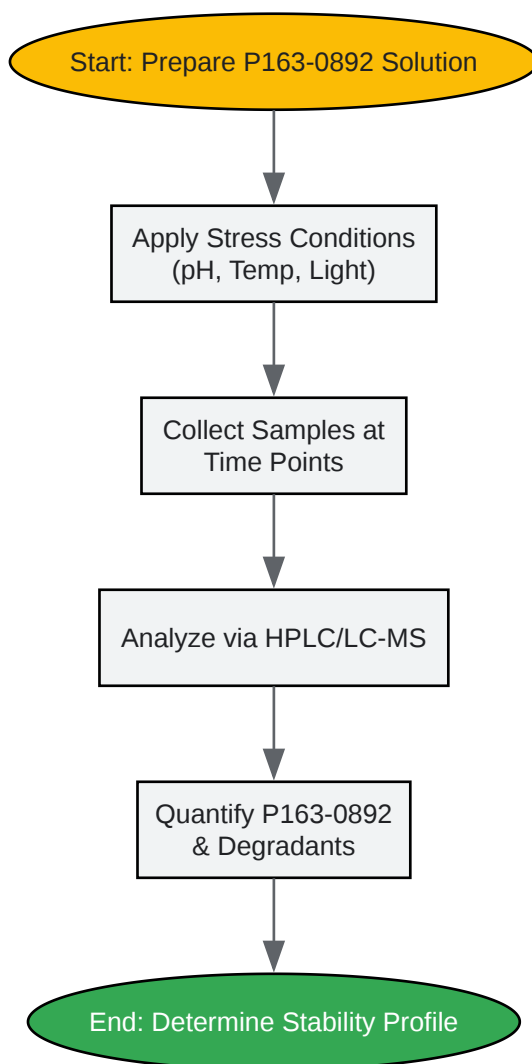 Start: Prepare P163-0892 Solution
Apply Stress Conditions
(pH, Temp, Light)
Collect Samples at
Time Points
Analyze via HPLC/LC-MS
Quantify P163-0892
& Degradants
End: Determine Stability Profile